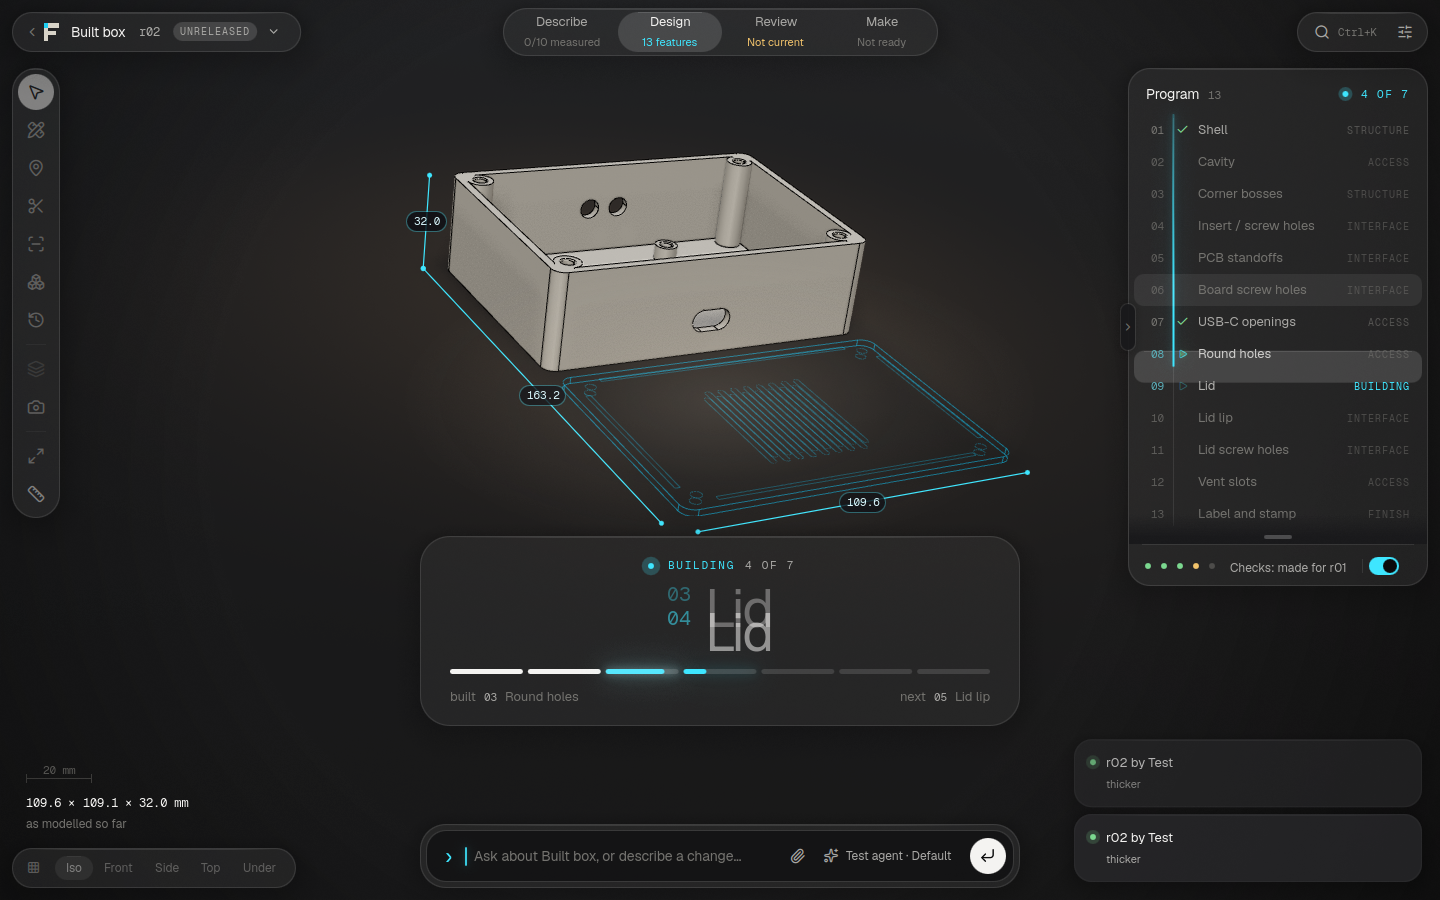 Built box r02 UNRELEASED
Describe
0/10 measured
Design
13 features
Review
Not current
Make
Not ready
Ctrl+K
Program 13
4 OF 7
01 Shell STRUCTURE
02 Cavity ACCESS
03 Corner bosses STRUCTURE
04 Insert / screw holes INTERFACE
05 PCB standoffs INTERFACE
06 Board screw holes INTERFACE
07 USB-C openings ACCESS
08 Round holes ACCESS
09 Lid BUILDING
10 Lid lip INTERFACE
11 Lid screw holes INTERFACE
12 Vent slots ACCESS
13 Label and stamp FINISH
Checks: made for r01
32.0
163.2
109.6
BUILDING 4 OF 7
03 Lid
04 Lid
built 03 Round holes
next 05 Lid lip
20 mm
109.6 × 109.1 × 32.0 mm
as modelled so far
Iso Front Side Top Under
Ask about Built box, or describe a change...
Test agent · Default
r02 by Test
thicker
r02 by Test
thicker